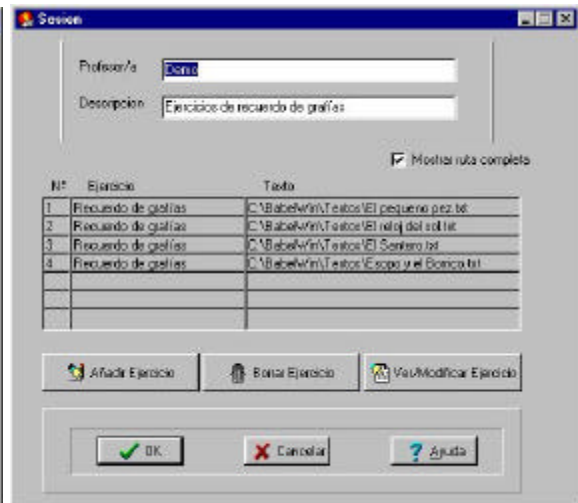 Sesion
Profesor/a Demo
Descripcion Ejercicios de recuerdo de grafías
Mostrar ruta completa
Nº Ejercicio Texto
1 Recuerdo de grafías C:\BabelWin\Textos\El pequeno pez.txt
2 Recuerdo de grafías C:\BabelWin\Textos\El reloj del sol.txt
3 Recuerdo de grafías C:\BabelWin\Textos\El Santero.txt
4 Recuerdo de grafías C:\BabelWin\Textos\Esopo y el Borrico.txt
Añadir Ejercicio Borrar Ejercicio Ver/Modificar Ejercicio
OK Cancelar Ayuda